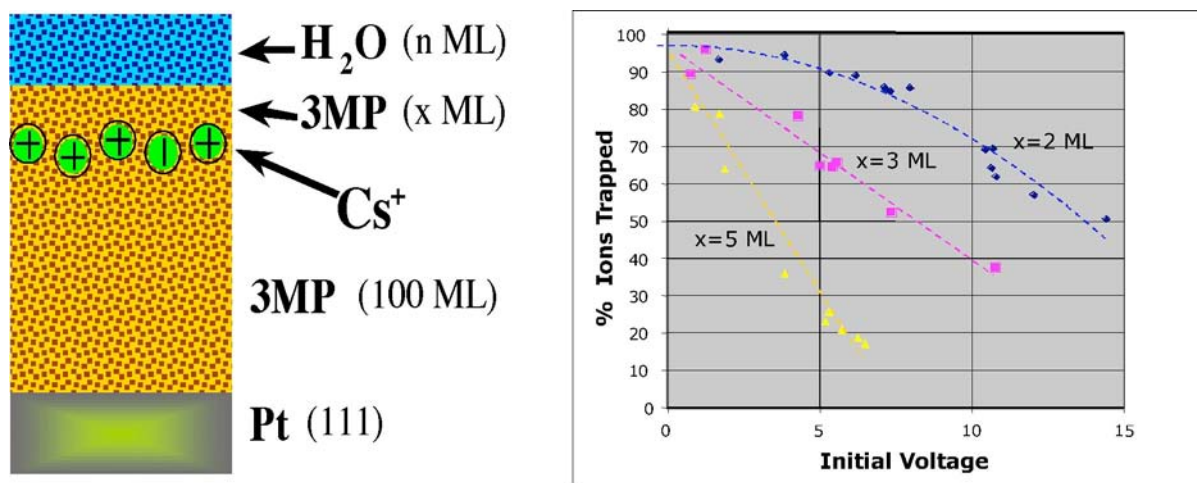 H₂O (n ML)
3MP (x ML)
Cs⁺
3MP (100 ML)
Pt (111)
+ + + | +
% Ions Trapped
100
90
80
70
60
50
40
30
20
10
0
x=2 ML
x=3 ML
x=5 ML
0 5 10 15
Initial Voltage